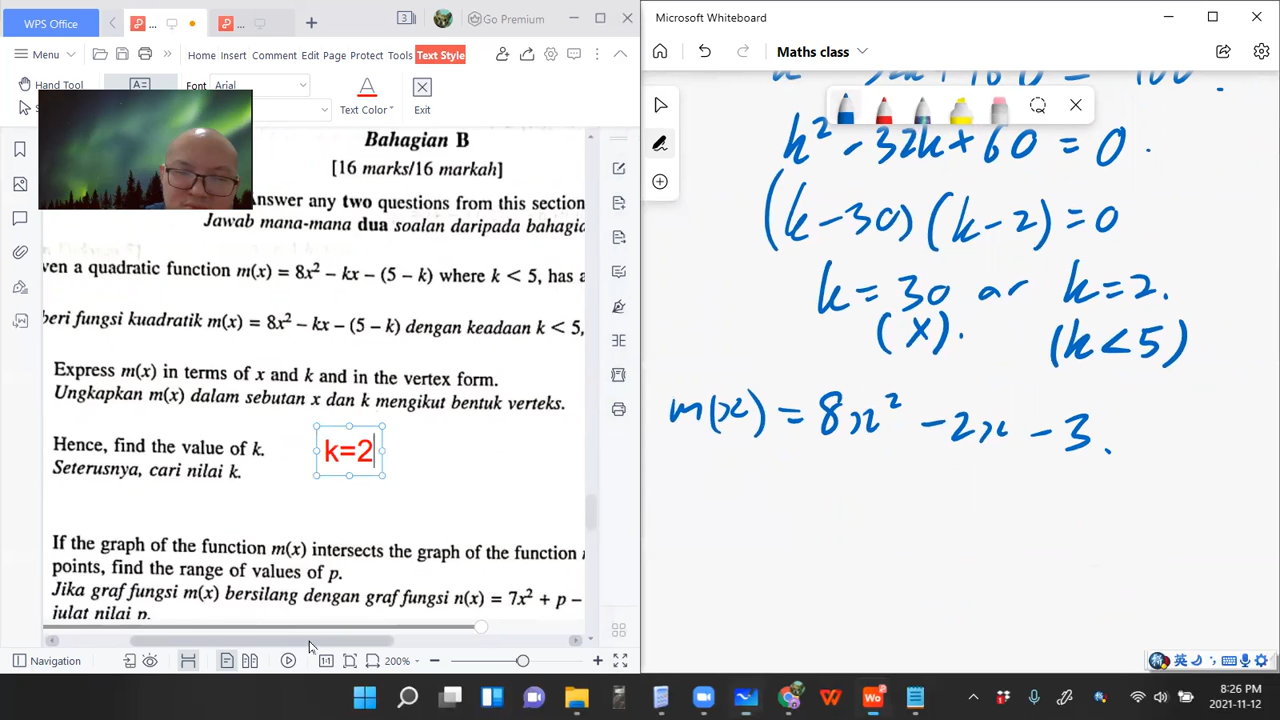 WPS Office
...
...
3
Go Premium
Menu
Home Insert Comment Edit Page Protect Tools Text Style
Hand Tool
Font Arial
Text Color
Exit
Bahagian B
[16 marks/16 markah]
Answer any two questions from this section
Jawab mana-mana dua soalan daripada bahagia
ven a quadratic function m(x) = 8x² − kx − (5 − k) where k < 5, has a
beri fungsi kuadratik m(x) = 8x² − kx − (5 − k) dengan keadaan k < 5,
Express m(x) in terms of x and k and in the vertex form.
Ungkapkan m(x) dalam sebutan x dan k mengikut bentuk verteks.
Hence, find the value of k.
Seterusnya, cari nilai k.
k=2
If the graph of the function m(x) intersects the graph of the function
points, find the range of values of p.
Jika graf fungsi m(x) bersilang dengan graf fungsi n(x) = 7x² + p −
julat nilai p.
Navigation
200%
Microsoft Whiteboard
Maths class
k² - 32k + 60 = 0.
(k-30)(k-2)=0
k=30 or k=2.
(X). (k<5)
m(x) = 8x² - 2x - 3.
英
8:26 PM
2021-11-12